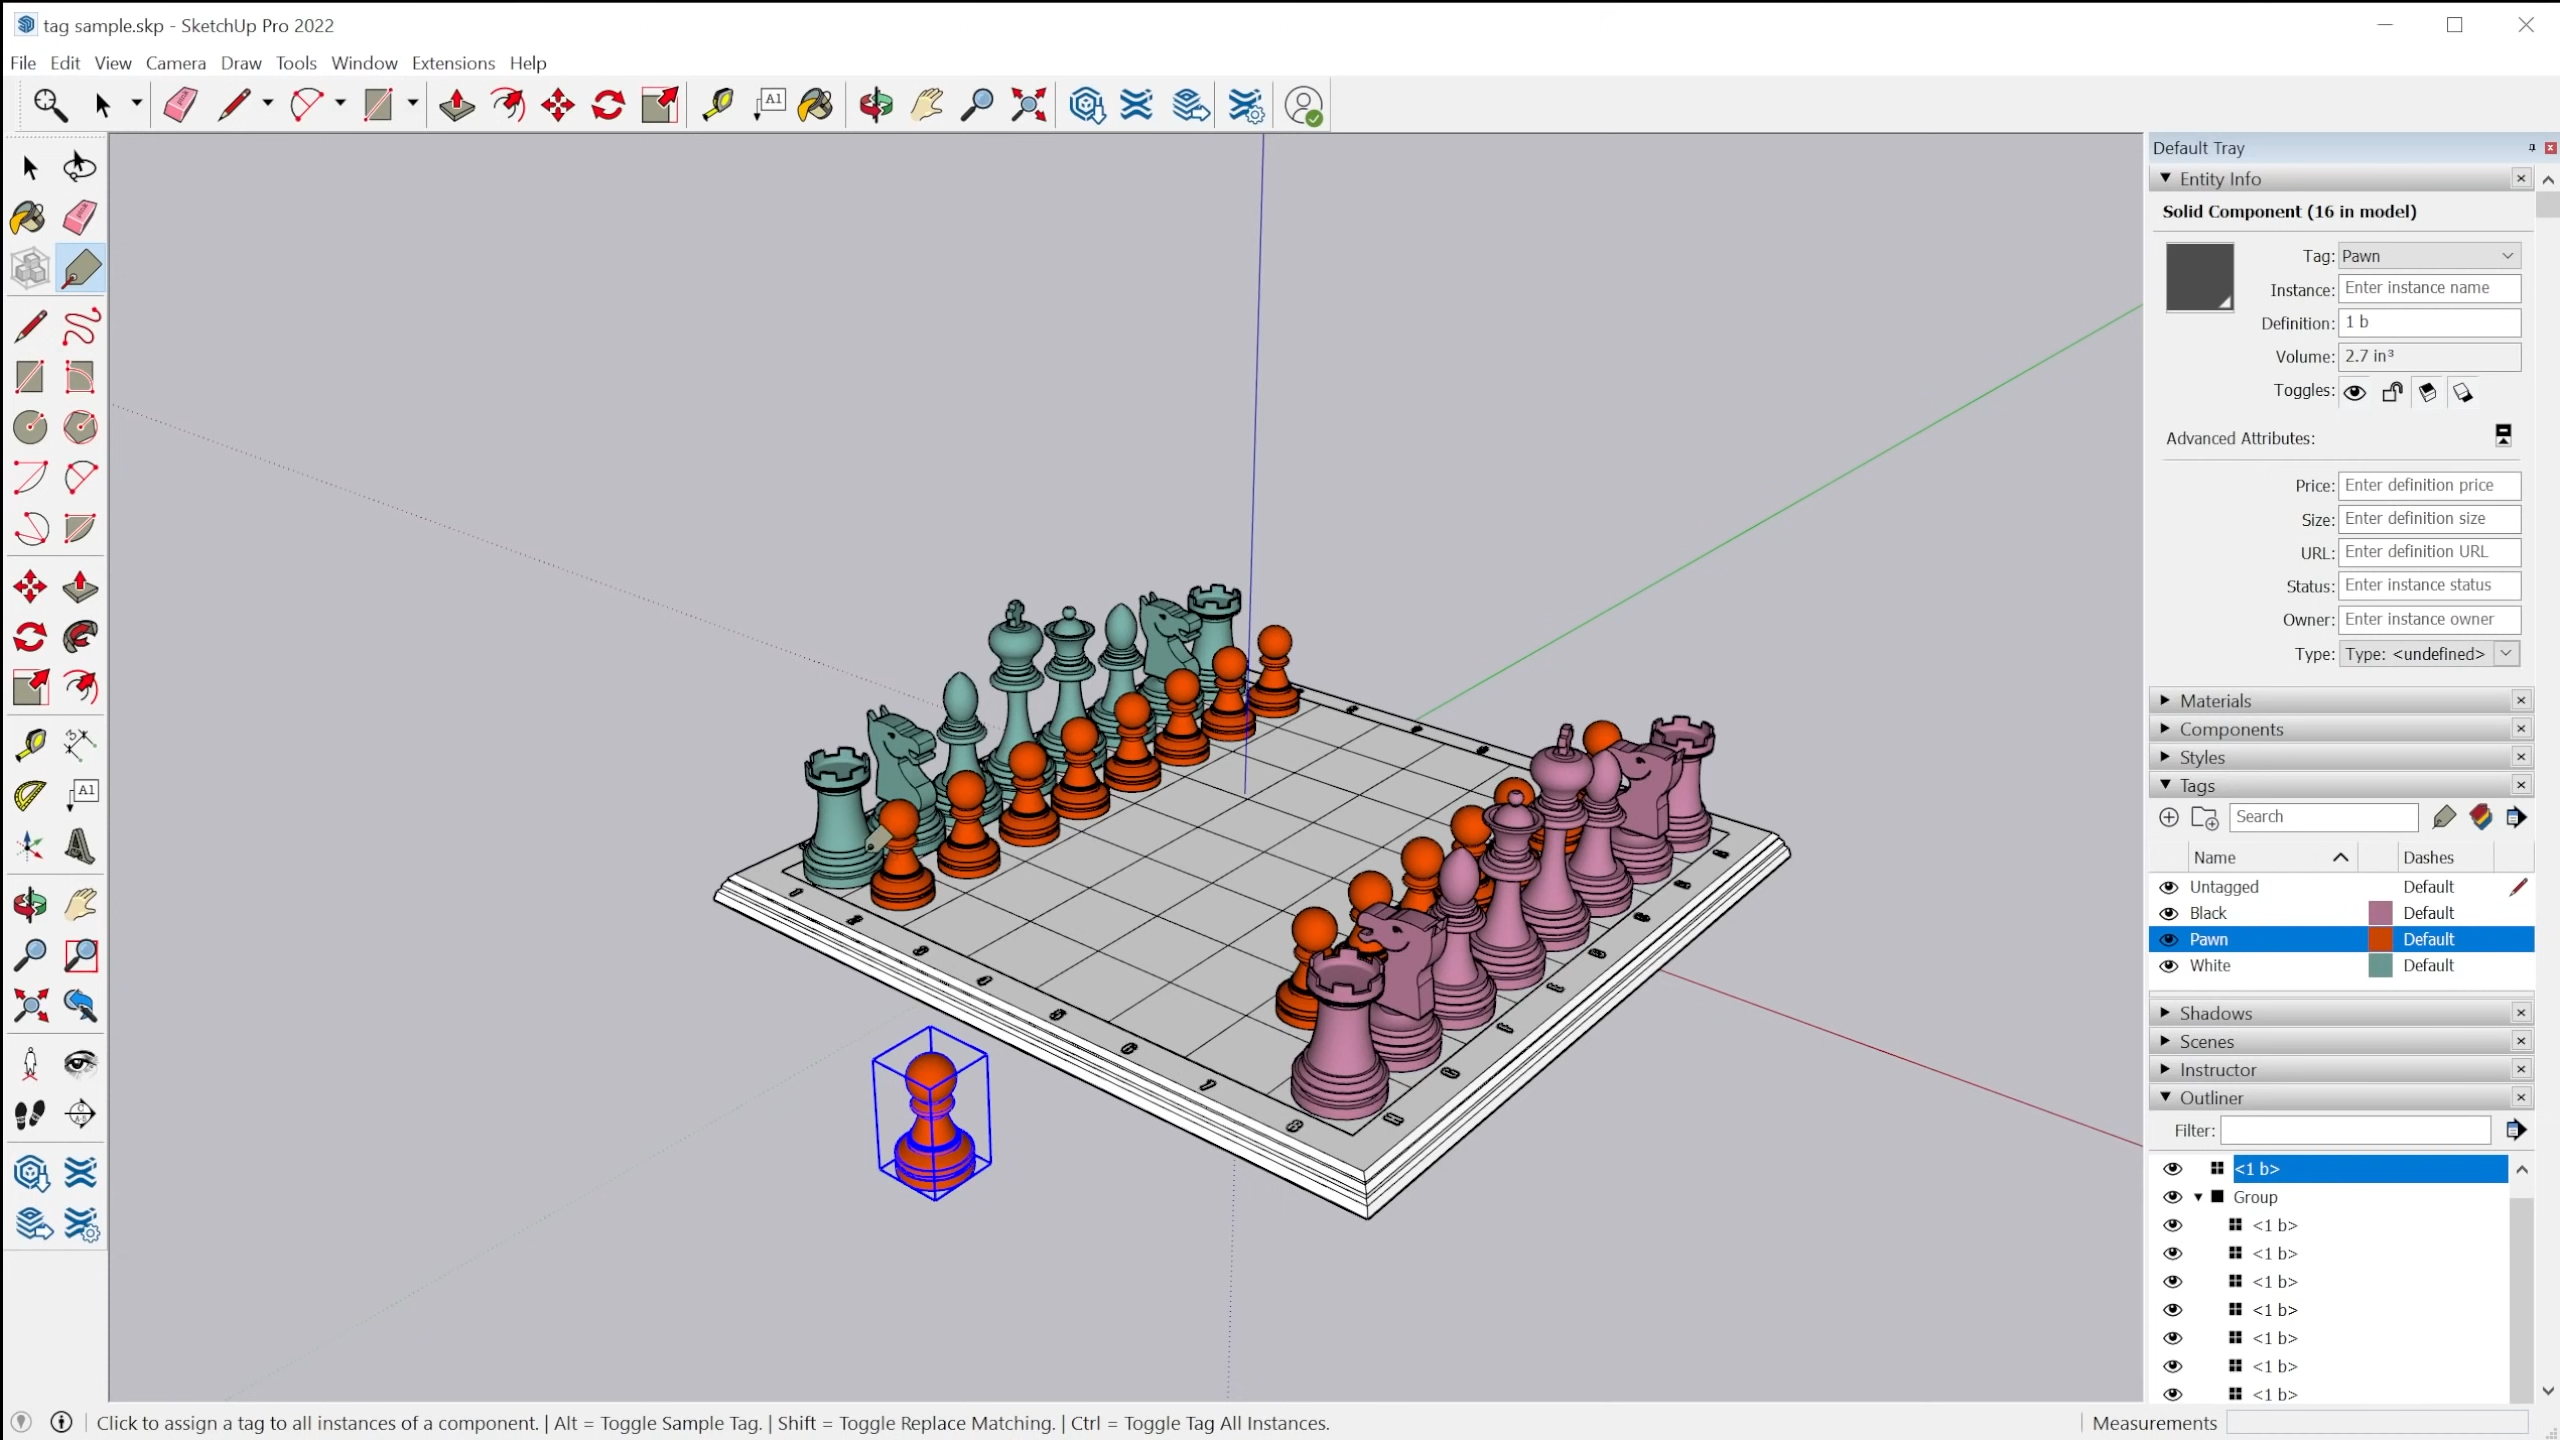 tag sample.skp - SketchUp Pro 2022
File Edit View Camera Draw Tools Window Extensions Help
A1
Default Tray
Entity Info
Solid Component (16 in model)
Tag: Pawn
Instance: Enter instance name
Definition: 1 b
Volume: 2.7 in³
Toggles:
Advanced Attributes:
Price: Enter definition price
Size: Enter definition size
URL: Enter definition URL
Status: Enter instance status
Owner: Enter instance owner
Type: Type: <undefined>
Materials
Components
Styles
Tags
Search
Name Dashes
Untagged Default
Black Default
Pawn Default
White Default
Shadows
Scenes
Instructor
Outliner
Filter:
<1 b>
Group
<1 b>
<1 b>
<1 b>
<1 b>
<1 b>
<1 b>
<1 b>
A1
Click to assign a tag to all instances of a component. | Alt = Toggle Sample Tag. | Shift = Toggle Replace Matching. | Ctrl = Toggle Tag All Instances.
Measurements